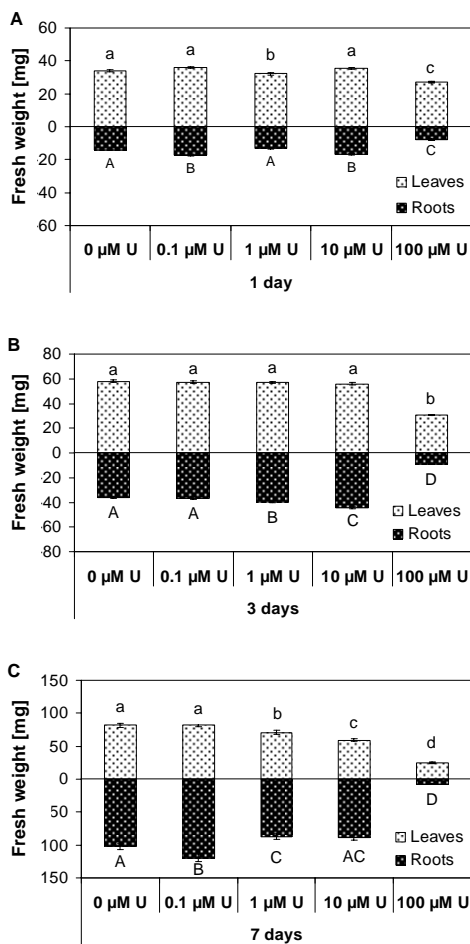 A
Fresh weight [mg]
60
40
20
0
20
40
60
a
a
b
a
c
A
B
A
B
C
Leaves
Roots
0 µM U
0.1 µM U
1 µM U
10 µM U
100 µM U
1 day
B
Fresh weight [mg]
80
60
40
20
0
20
40
60
80
a
a
a
a
b
A
A
B
C
D
Leaves
Roots
0 µM U
0.1 µM U
1 µM U
10 µM U
100 µM U
3 days
C
Fresh weight [mg]
150
100
50
0
50
100
150
a
a
b
c
d
A
B
C
AC
D
Leaves
Roots
0 µM U
0.1 µM U
1 µM U
10 µM U
100 µM U
7 days